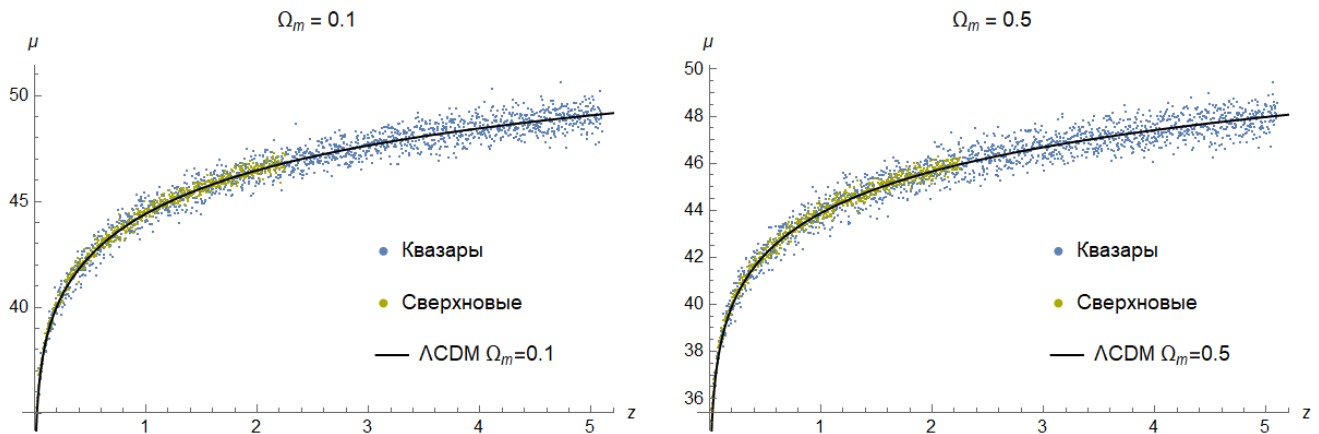 Ωm = 0.1
μ
50
45
40
Квазары
Сверхновые
ΛCDM Ωm=0.1
1 2 3 4 5 z
Ωm = 0.5
μ
50
48
46
44
42
40
38
36
Квазары
Сверхновые
ΛCDM Ωm=0.5
1 2 3 4 5 z